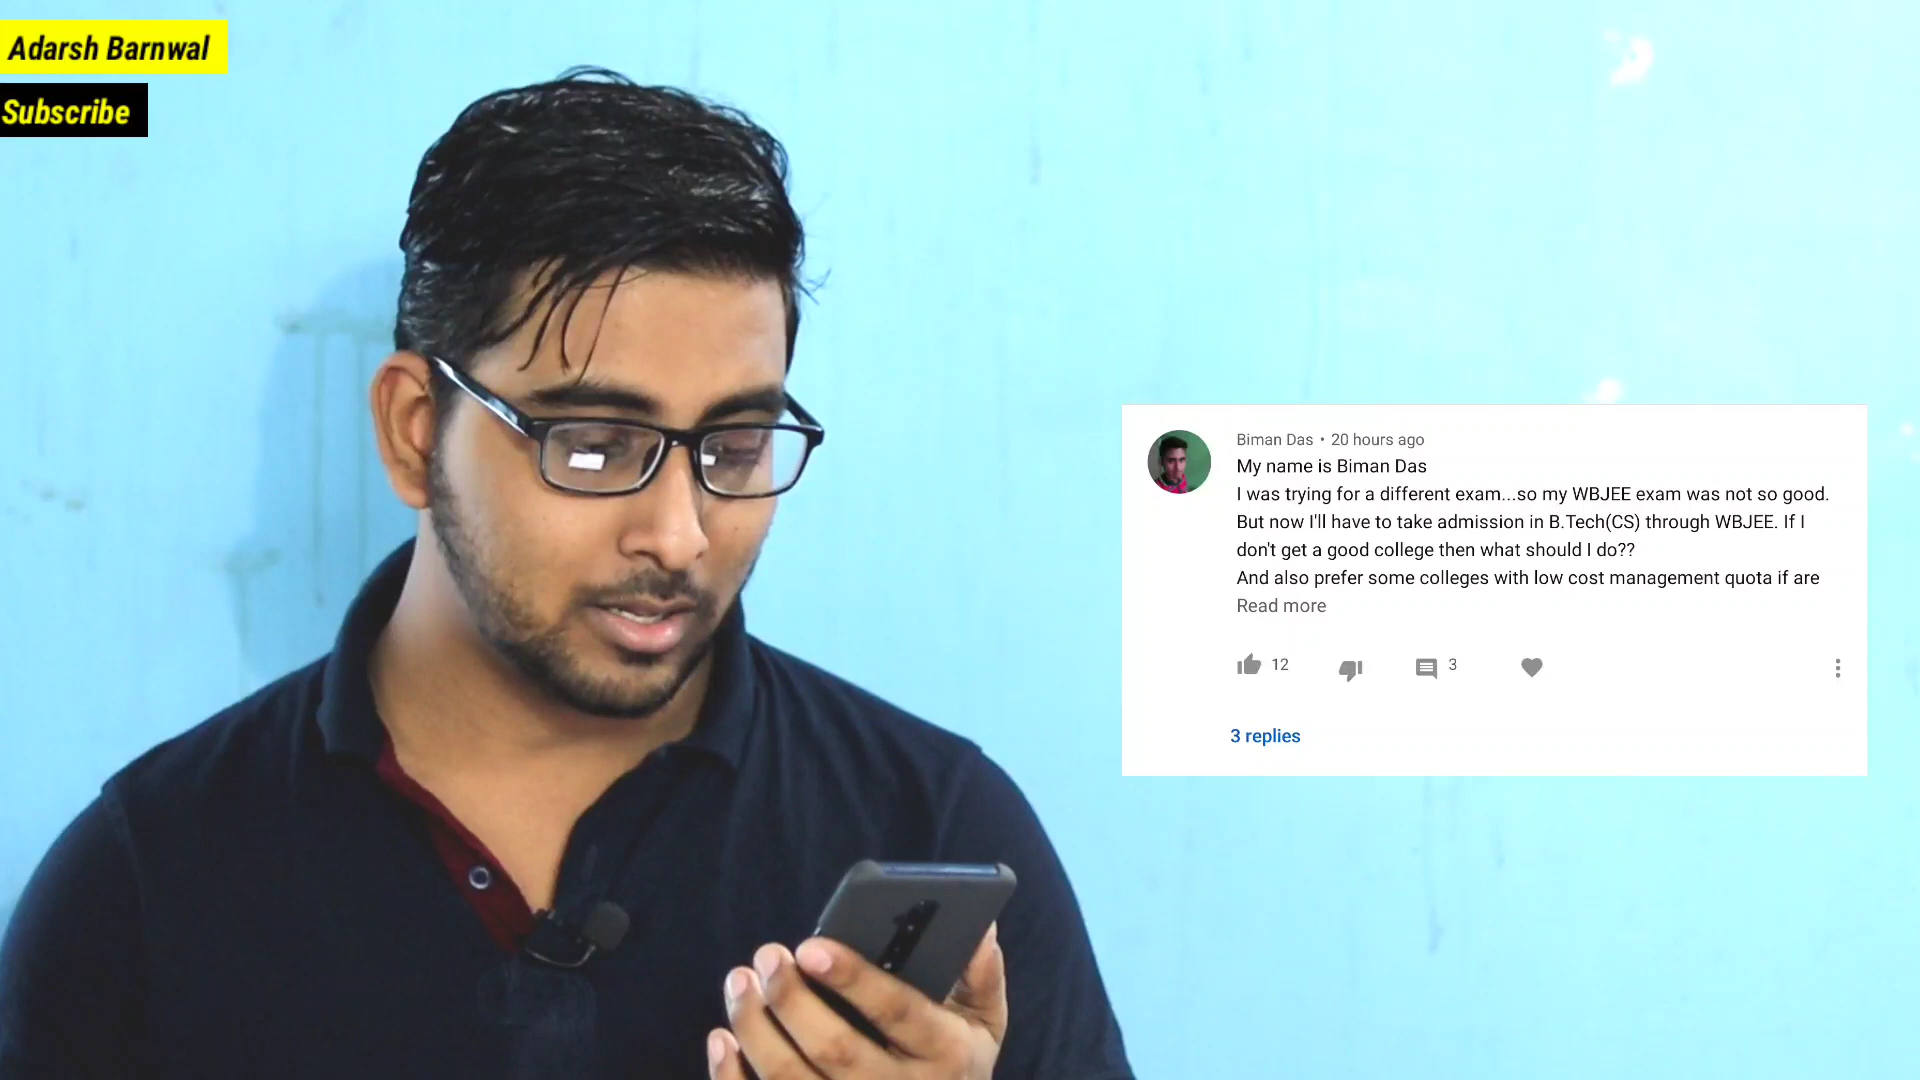 Adarsh Barnwal
Subscribe
Biman Das • 20 hours ago
My name is Biman Das
I was trying for a different exam...so my WBJEE exam was not so good.
But now I'll have to take admission in B.Tech(CS) through WBJEE. If I
don't get a good college then what should I do??
And also prefer some colleges with low cost management quota if are
Read more
12
3
3 replies